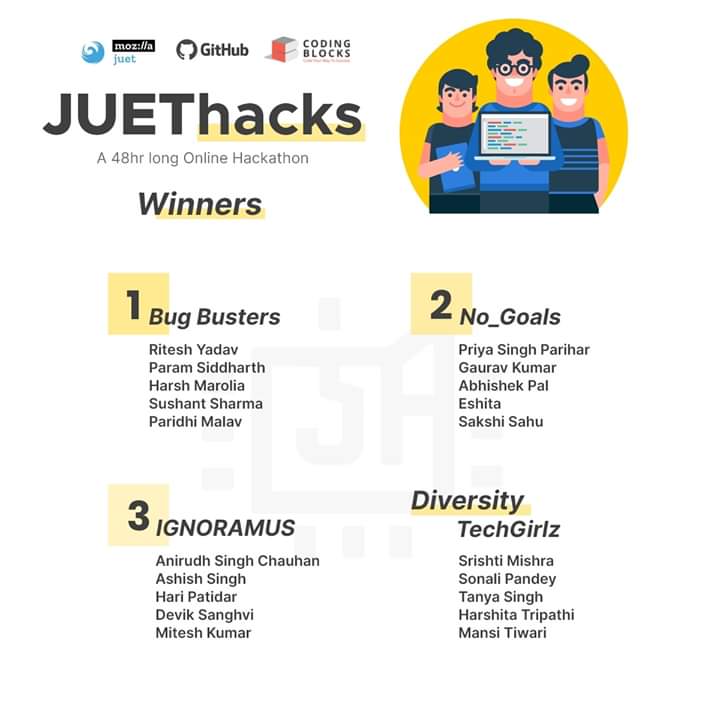 moz://a
juet
GitHub
CODING
BLOCKS
JUEThacks
A 48hr long Online Hackathon
Winners
1 Bug Busters
Ritesh Yadav
Param Siddharth
Harsh Marolia
Sushant Sharma
Paridhi Malav
2 No_Goals
Priya Singh Parihar
Gaurav Kumar
Abhishek Pal
Eshita
Sakshi Sahu
3 IGNORAMUS
Anirudh Singh Chauhan
Ashish Singh
Hari Patidar
Devik Sanghvi
Mitesh Kumar
Diversity
TechGirlz
Srishti Mishra
Sonali Pandey
Tanya Singh
Harshita Tripathi
Mansi Tiwari